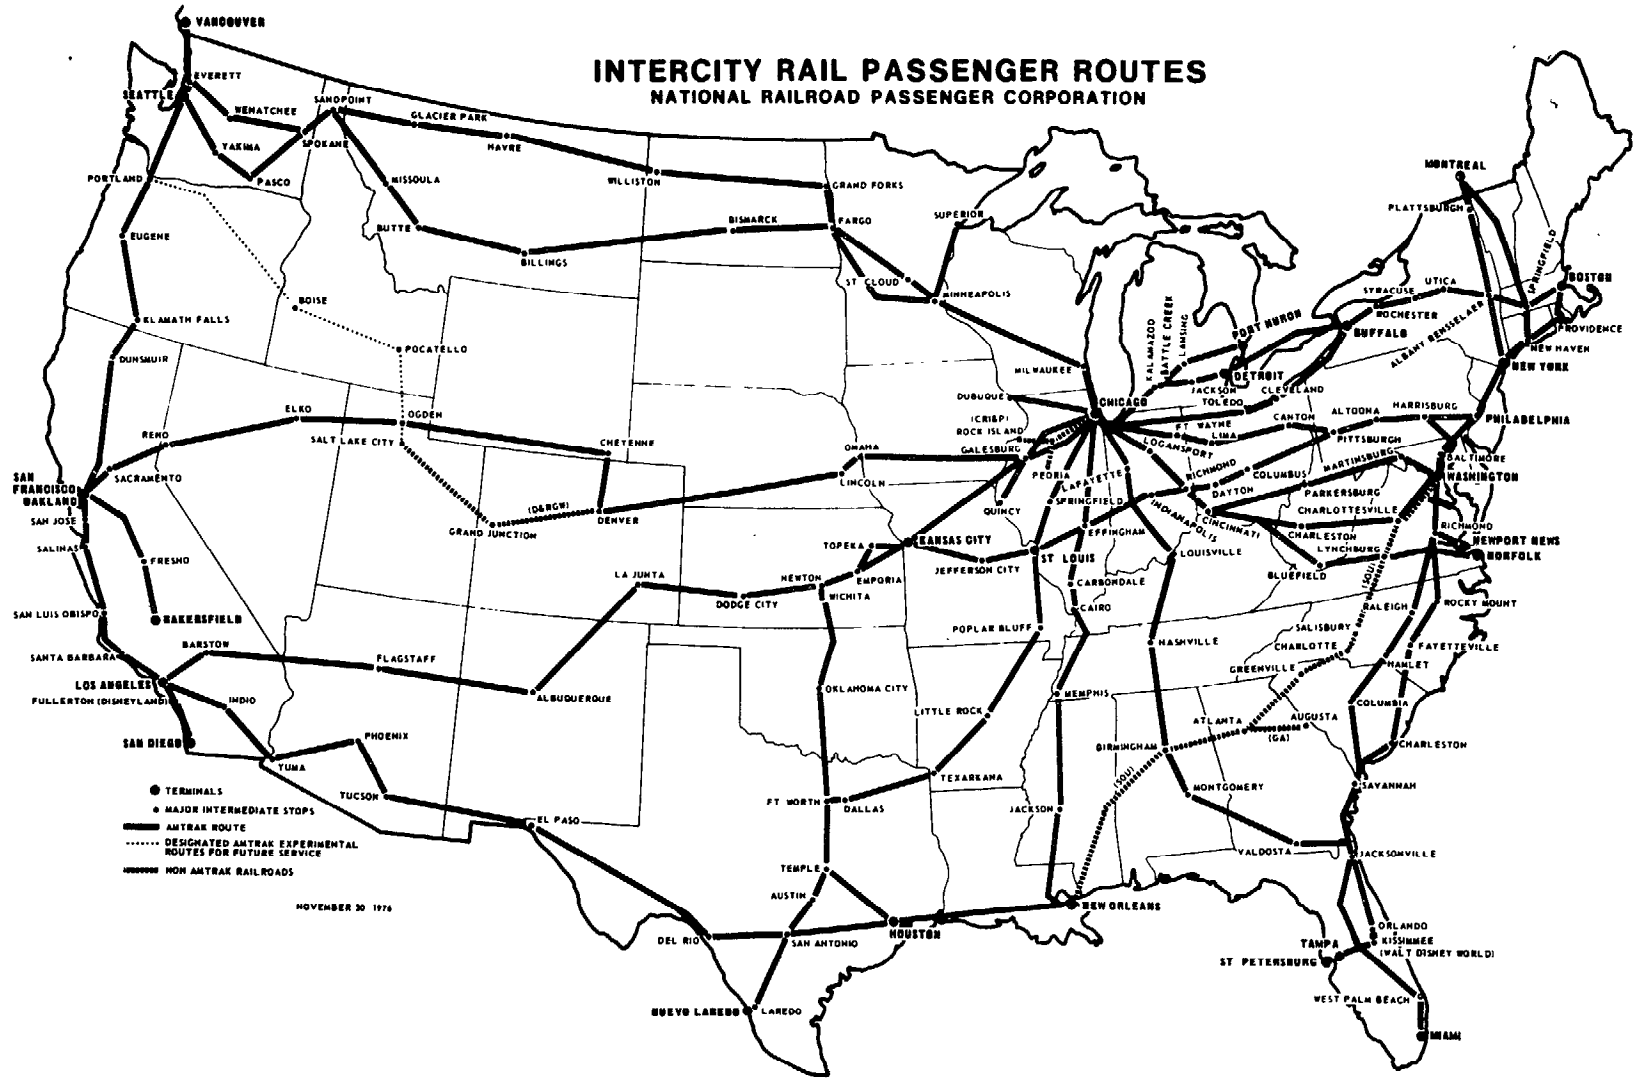 INTERCITY RAIL PASSENGER ROUTES
NATIONAL RAILROAD PASSENGER CORPORATION
VANCOUVER
EVERETT
SEATTLE
WENATCHEE
SANDPOINT
GLACIER PARK
HAVRE
SPOKANE
YAKIMA
PASCO
PORTLAND
MISSOULA
WILLISTON
GRAND FORKS
BUTTE
BISMARCK
FARGO
SUPERIOR
BILLINGS
ST CLOUD
MINNEAPOLIS
EUGENE
BOISE
KLAMATH FALLS
POCATELLO
DUNSMUIR
MONTREAL
PLATTSBURGH
SPRINGFIELD
BOSTON
UTICA
SYRACUSE
ROCHESTER
PROVIDENCE
ALBANY RENSSELAER
NEW HAVEN
NEW YORK
BUFFALO
PORT HURON
LANSING
BATTLE CREEK
KALAMAZOO
JACKSON
DETROIT
TOLEDO
CLEVELAND
MILWAUKEE
DUBUQUE
CHICAGO
(CRI&P)
ROCK ISLAND
GALESBURG
FT WAYNE
LIMA
CANTON
ALTOONA
HARRISBURG
PHILADELPHIA
PITTSBURGH
LOGANSPORT
MARTINSBURG
BALTIMORE
WASHINGTON
ELKO
OGDEN
RENO
SALT LAKE CITY
CHEYENNE
OMAHA
LINCOLN
SACRAMENTO
SAN
FRANCISCO
OAKLAND
SAN JOSE
SALINAS
FRESNO
BAKERSFIELD
(D&RGW)
GRAND JUNCTION
DENVER
PEORIA
LAFAYETTE
RICHMOND
COLUMBUS
DAYTON
PARKERSBURG
QUINCY
SPRINGFIELD
INDIANAPOLIS
CINCINNATI
CHARLOTTESVILLE
CHARLESTON
RICHMOND
NEWPORT NEWS
NORFOLK
EFFINGHAM
LOUISVILLE
LYNCHBURG
BLUEFIELD
TOPEKA
KANSAS CITY
ST LOUIS
JEFFERSON CITY
EMPORIA
NEWTON
WICHITA
LA JUNTA
DODGE CITY
CARBONDALE
CAIRO
(SOU)
RALEIGH
ROCKY MOUNT
SAN LUIS OBISPO
SALISBURY
CHARLOTTE
FAYETTEVILLE
POPLAR BLUFF
NASHVILLE
GREENVILLE
HAMLET
BARSTOW
SANTA BARBARA
FLAGSTAFF
LOS ANGELES
FULLERTON (DISNEYLAND)
INDIO
ALBUQUERQUE
OKLAHOMA CITY
MEMPHIS
LITTLE ROCK
COLUMBIA
ATLANTA
AUGUSTA
(GA)
SAN DIEGO
PHOENIX
YUMA
BIRMINGHAM
CHARLESTON
TEXARKANA
(SOU)
MONTGOMERY
SAVANNAH
TUCSON
EL PASO
FT WORTH
DALLAS
JACKSON
VALDOSTA
JACKSONVILLE
TERMINALS
MAJOR INTERMEDIATE STOPS
AMTRAK ROUTE
DESIGNATED AMTRAK EXPERIMENTAL
ROUTES FOR FUTURE SERVICE
NON AMTRAK RAILROADS
NOVEMBER 30 1976
TEMPLE
AUSTIN
NEW ORLEANS
DEL RIO
SAN ANTONIO
HOUSTON
ORLANDO
TAMPA
KISSIMMEE
(WALT DISNEY WORLD)
ST PETERSBURG
WEST PALM BEACH
NUEVO LAREDO
LAREDO
MIAMI